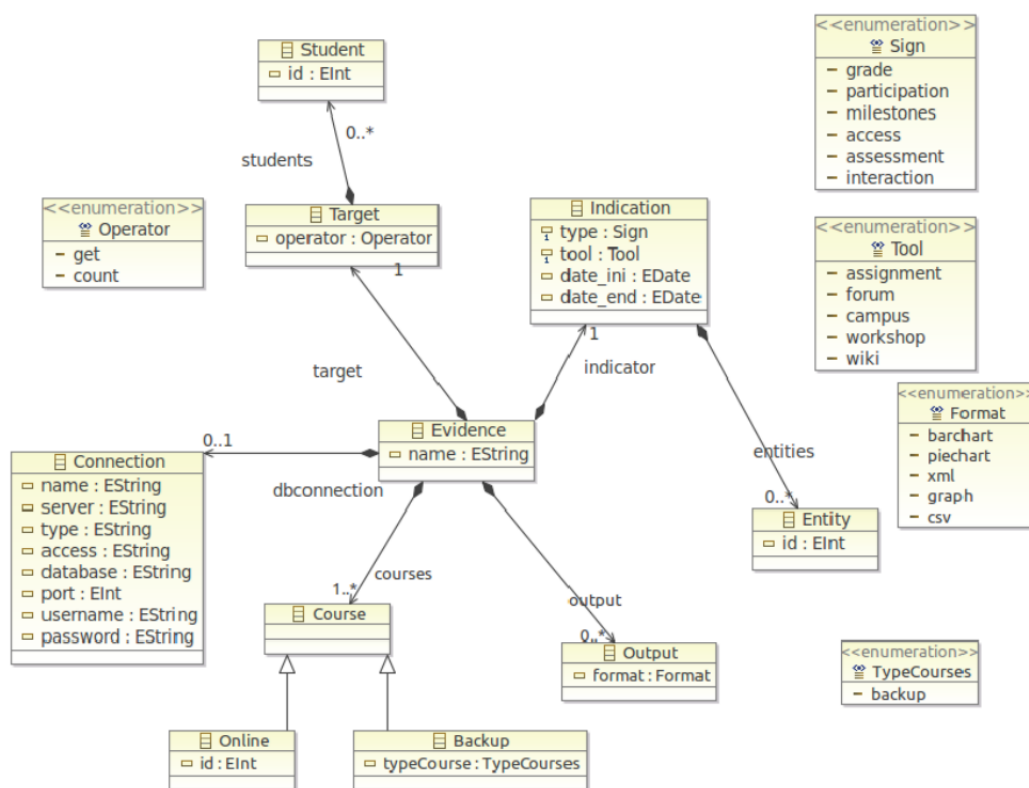 Student
id : EInt
0..*
students
<<enumeration>>
Operator
get
count
Target
operator : Operator
1
target
Indication
type : Sign
tool : Tool
date_ini : EDate
date_end : EDate
1
indicator
<<enumeration>>
Sign
grade
participation
milestones
access
assessment
interaction
<<enumeration>>
Tool
assignment
forum
campus
workshop
wiki
<<enumeration>>
Format
barchart
piechart
xml
graph
csv
Evidence
name : EString
0..1
dbconnection
Connection
name : EString
server : EString
type : EString
access : EString
database : EString
port : EInt
username : EString
password : EString
entities
0..*
Entity
id : EInt
courses
1..*
Course
output
0..*
Output
format : Format
<<enumeration>>
TypeCourses
backup
Online
id : EInt
Backup
typeCourse : TypeCourses